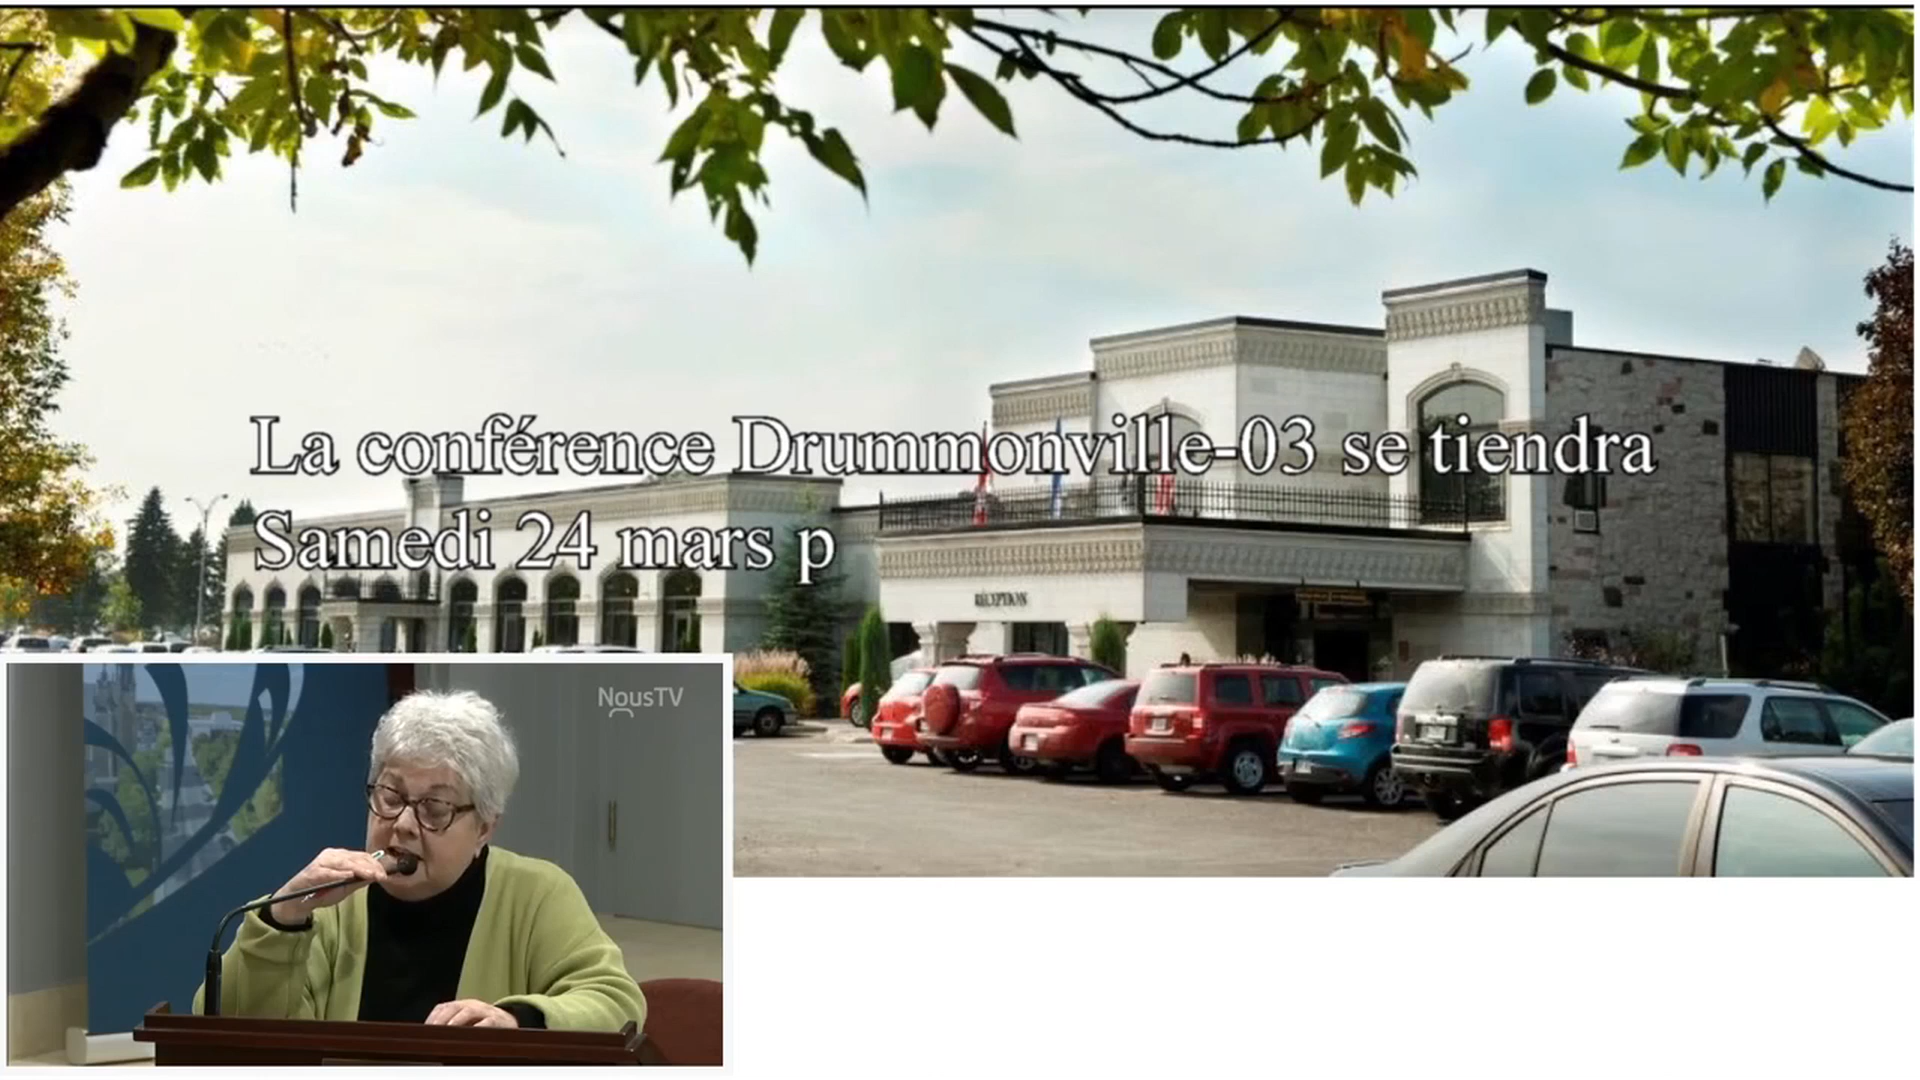 La conférence Drummonville-03 se tiendra
Samedi 24 mars p
RÉCEPTION
NousTV